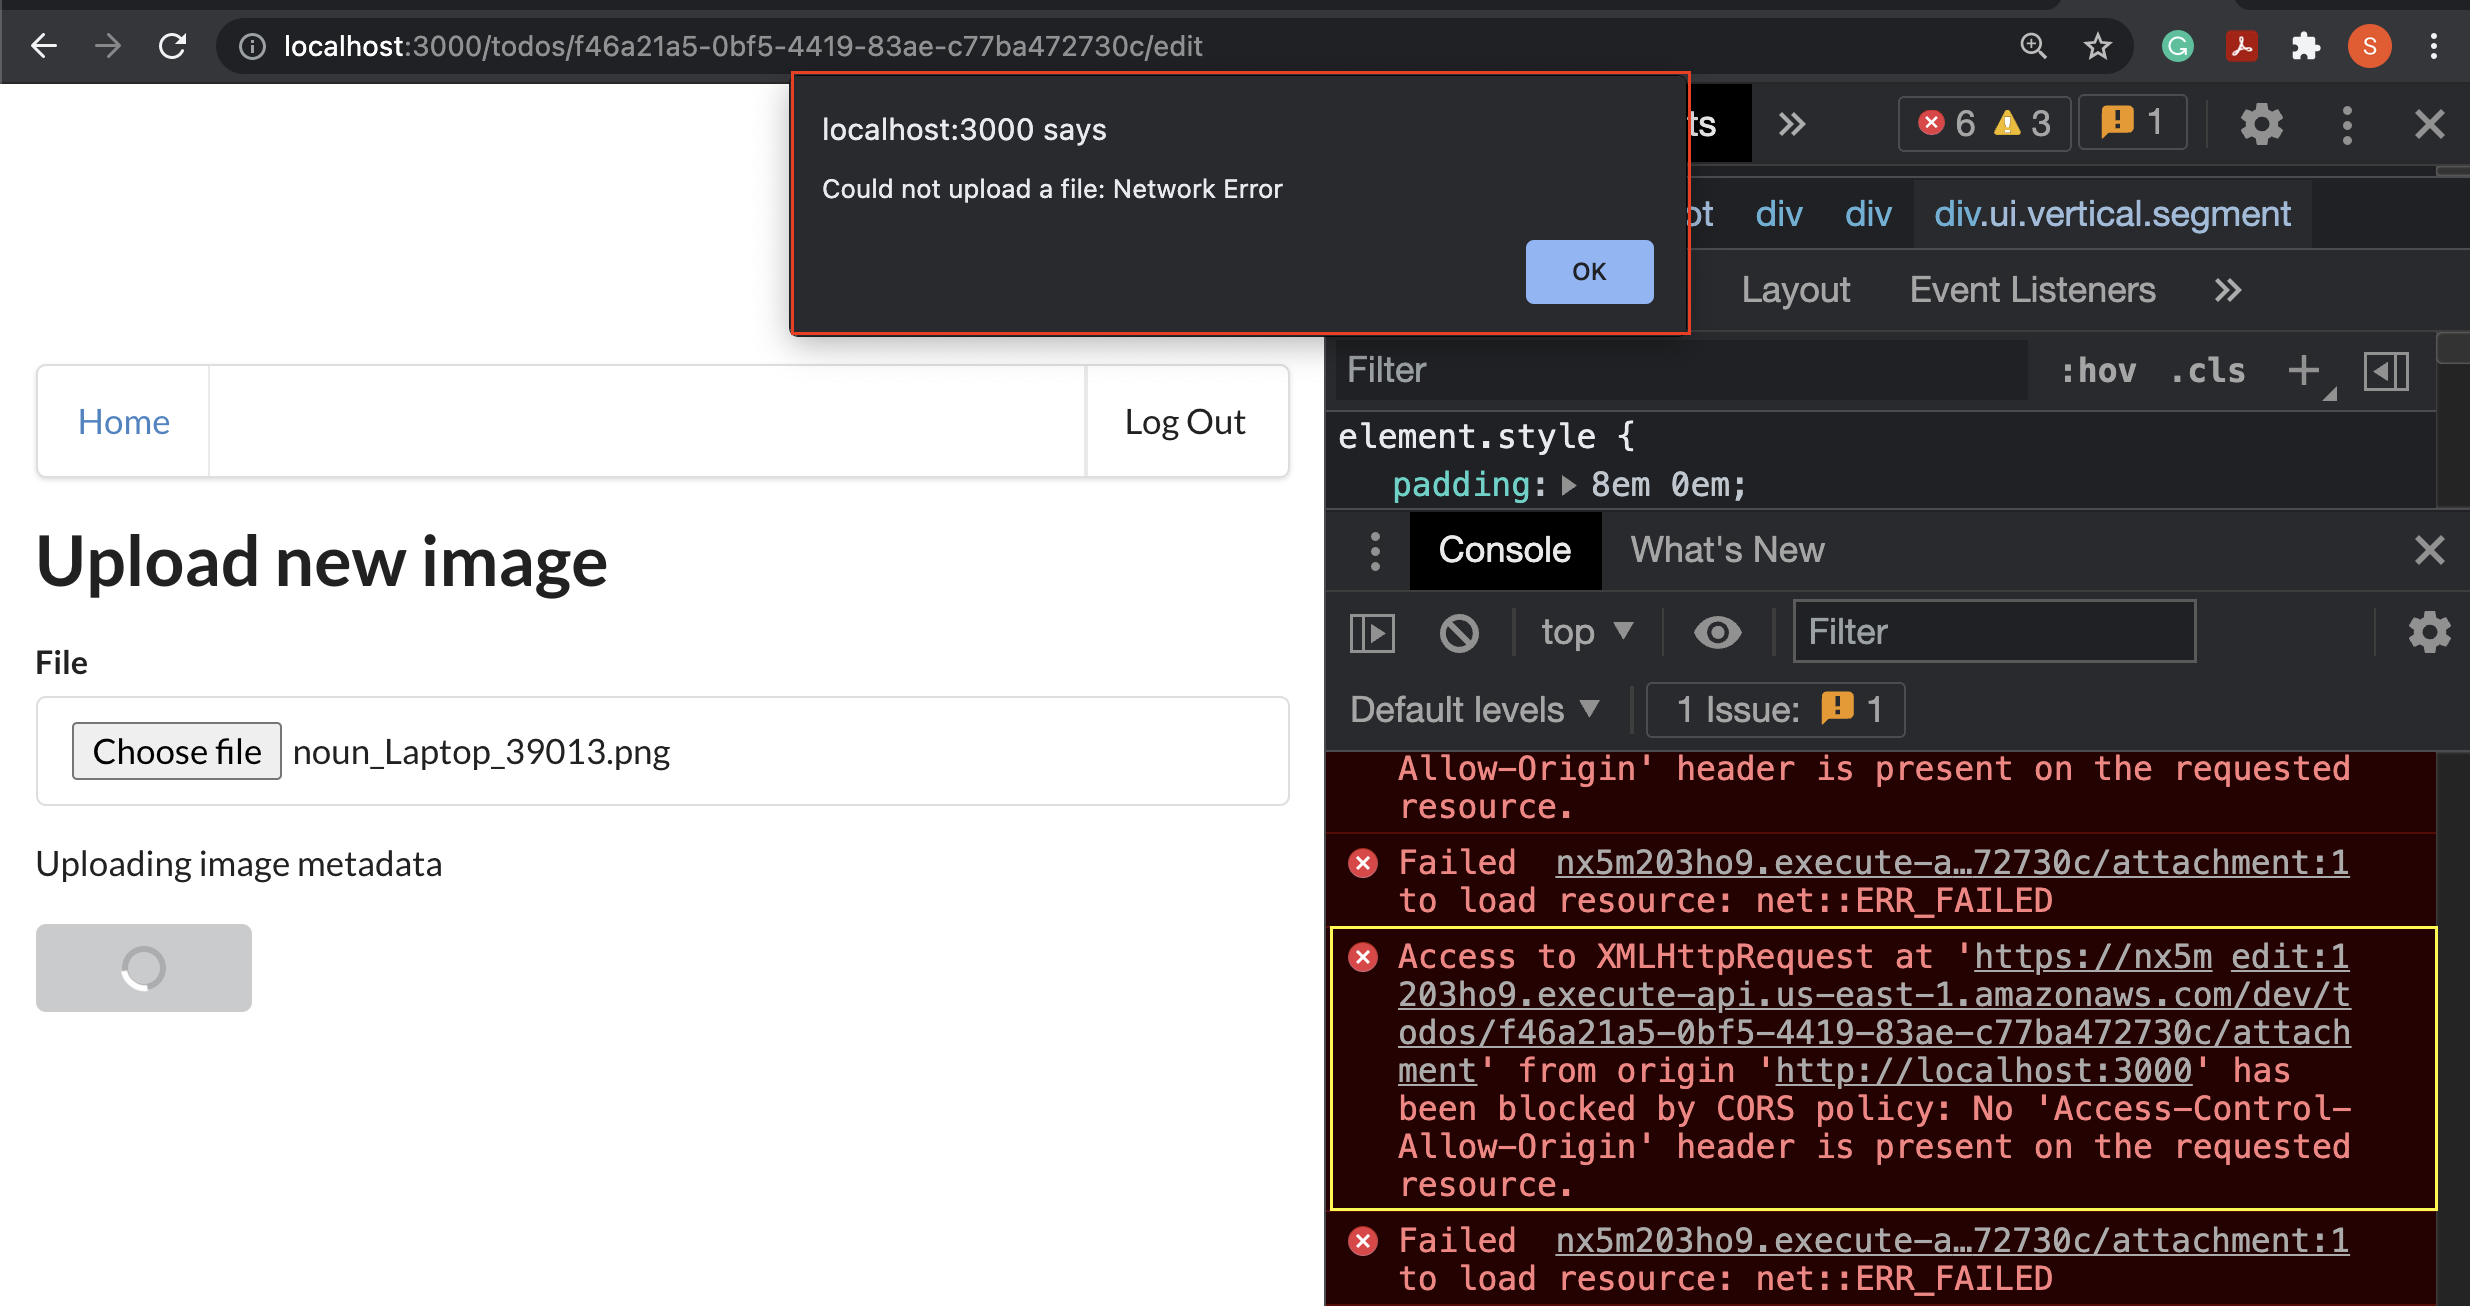 localhost:3000/todos/f46a21a5-0bf5-4419-83ae-c77ba472730c/edit
S
localhost:3000 says
Could not upload a file: Network Error
OK
ts
6 3 1
ot div div div.ui.vertical.segment
Layout Event Listeners
Filter :hov .cls
element.style {
padding: 8em 0em;
Home
Log Out
Upload new image
File
Choose file noun_Laptop_39013.png
Uploading image metadata
Console What's New
top Filter
Default levels 1 Issue: 1
Allow-Origin' header is present on the requested
resource.
Failed nx5m203ho9.execute-a…72730c/attachment:1
to load resource: net::ERR_FAILED
Access to XMLHttpRequest at 'https://nx5m edit:1
203ho9.execute-api.us-east-1.amazonaws.com/dev/t
odos/f46a21a5-0bf5-4419-83ae-c77ba472730c/attach
ment' from origin 'http://localhost:3000' has
been blocked by CORS policy: No 'Access-Control-
Allow-Origin' header is present on the requested
resource.
Failed nx5m203ho9.execute-a…72730c/attachment:1
to load resource: net::ERR_FAILED